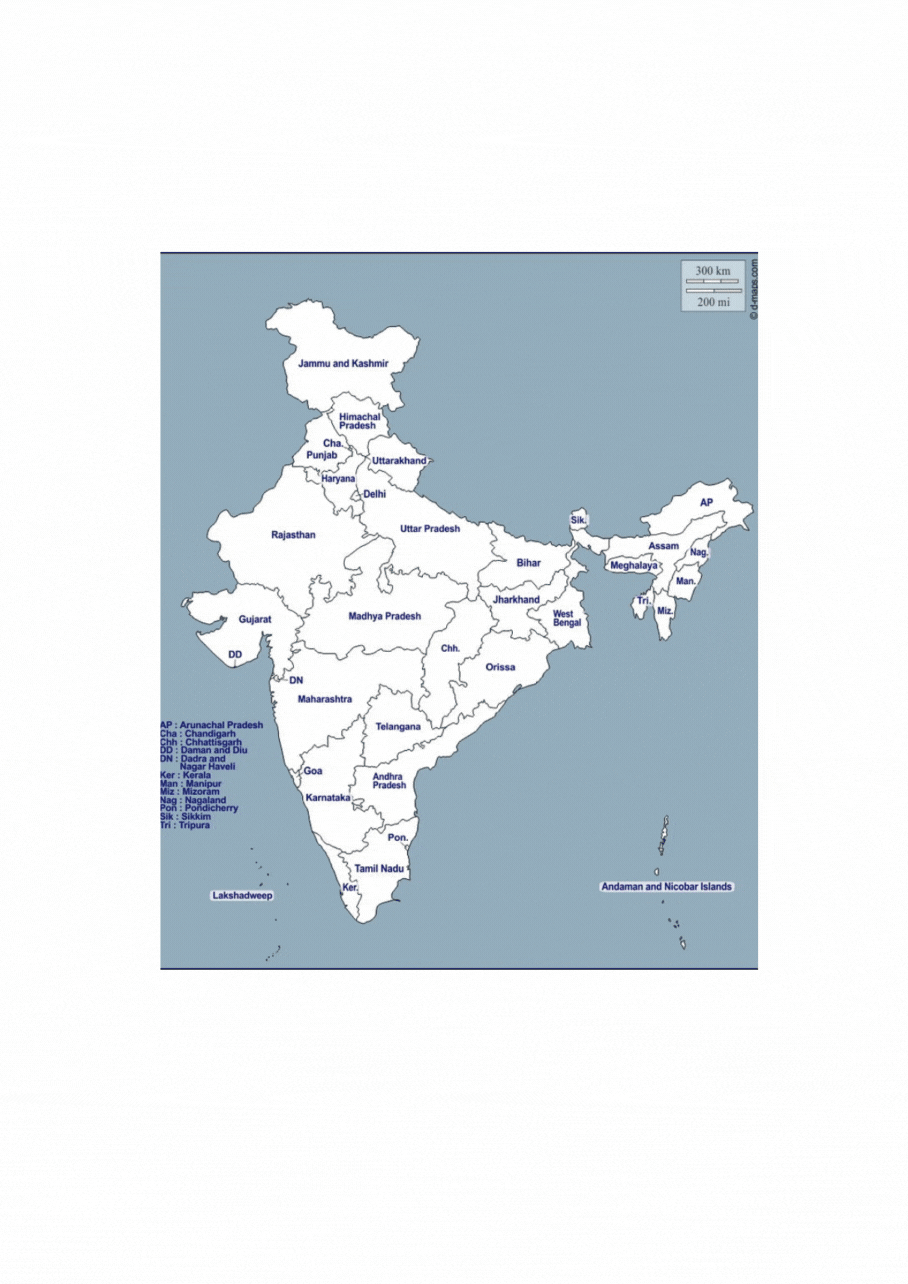 300 km
200 mi
© d-maps.com
Jammu and Kashmir
Himachal
Pradesh
Cha.
Punjab
Uttarakhand
Haryana
Delhi
AP
Sik.
Uttar Pradesh
Rajasthan
Assam
Nag.
Bihar
Meghalaya
Man.
Jharkhand
Tri.
Miz.
West
Bengal
Madhya Pradesh
Gujarat
Chh.
DD
Orissa
DN
Maharashtra
Telangana
AP : Arunachal Pradesh
Cha : Chandigarh
Chh : Chhattisgarh
DD : Daman and Diu
DN : Dadra and
Nagar Haveli
Ker : Kerala
Man : Manipur
Miz : Mizoram
Nag : Nagaland
Pon : Pondicherry
Sik : Sikkim
Tri : Tripura
Goa
Andhra
Pradesh
Karnataka
Pon.
Tamil Nadu
Ker.
Lakshadweep
Andaman and Nicobar Islands